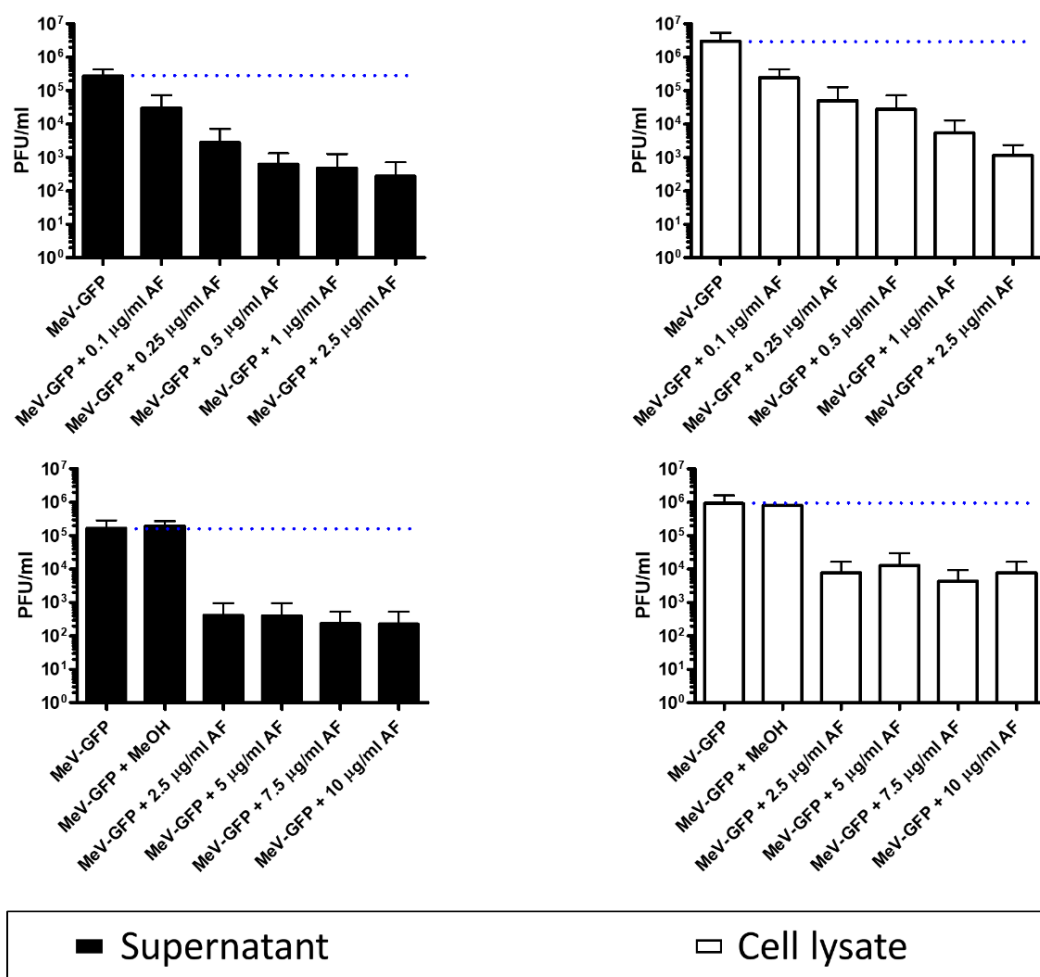 10⁷
10⁶
10⁵
10⁴
10³
10²
10¹
10⁰
PFU/ml
MeV-GFP
MeV-GFP + 0.1 μg/ml AF
MeV-GFP + 0.25 μg/ml AF
MeV-GFP + 0.5 μg/ml AF
MeV-GFP + 1 μg/ml AF
MeV-GFP + 2.5 μg/ml AF
10⁷
10⁶
10⁵
10⁴
10³
10²
10¹
10⁰
PFU/ml
MeV-GFP
MeV-GFP + 0.1 μg/ml AF
MeV-GFP + 0.25 μg/ml AF
MeV-GFP + 0.5 μg/ml AF
MeV-GFP + 1 μg/ml AF
MeV-GFP + 2.5 μg/ml AF
10⁷
10⁶
10⁵
10⁴
10³
10²
10¹
10⁰
PFU/ml
MeV-GFP
MeV-GFP + MeOH
MeV-GFP + 2.5 μg/ml AF
MeV-GFP + 5 μg/ml AF
MeV-GFP + 7.5 μg/ml AF
MeV-GFP + 10 μg/ml AF
10⁷
10⁶
10⁵
10⁴
10³
10²
10¹
10⁰
PFU/ml
MeV-GFP
MeV-GFP + MeOH
MeV-GFP + 2.5 μg/ml AF
MeV-GFP + 5 μg/ml AF
MeV-GFP + 7.5 μg/ml AF
MeV-GFP + 10 μg/ml AF
Supernatant
Cell lysate